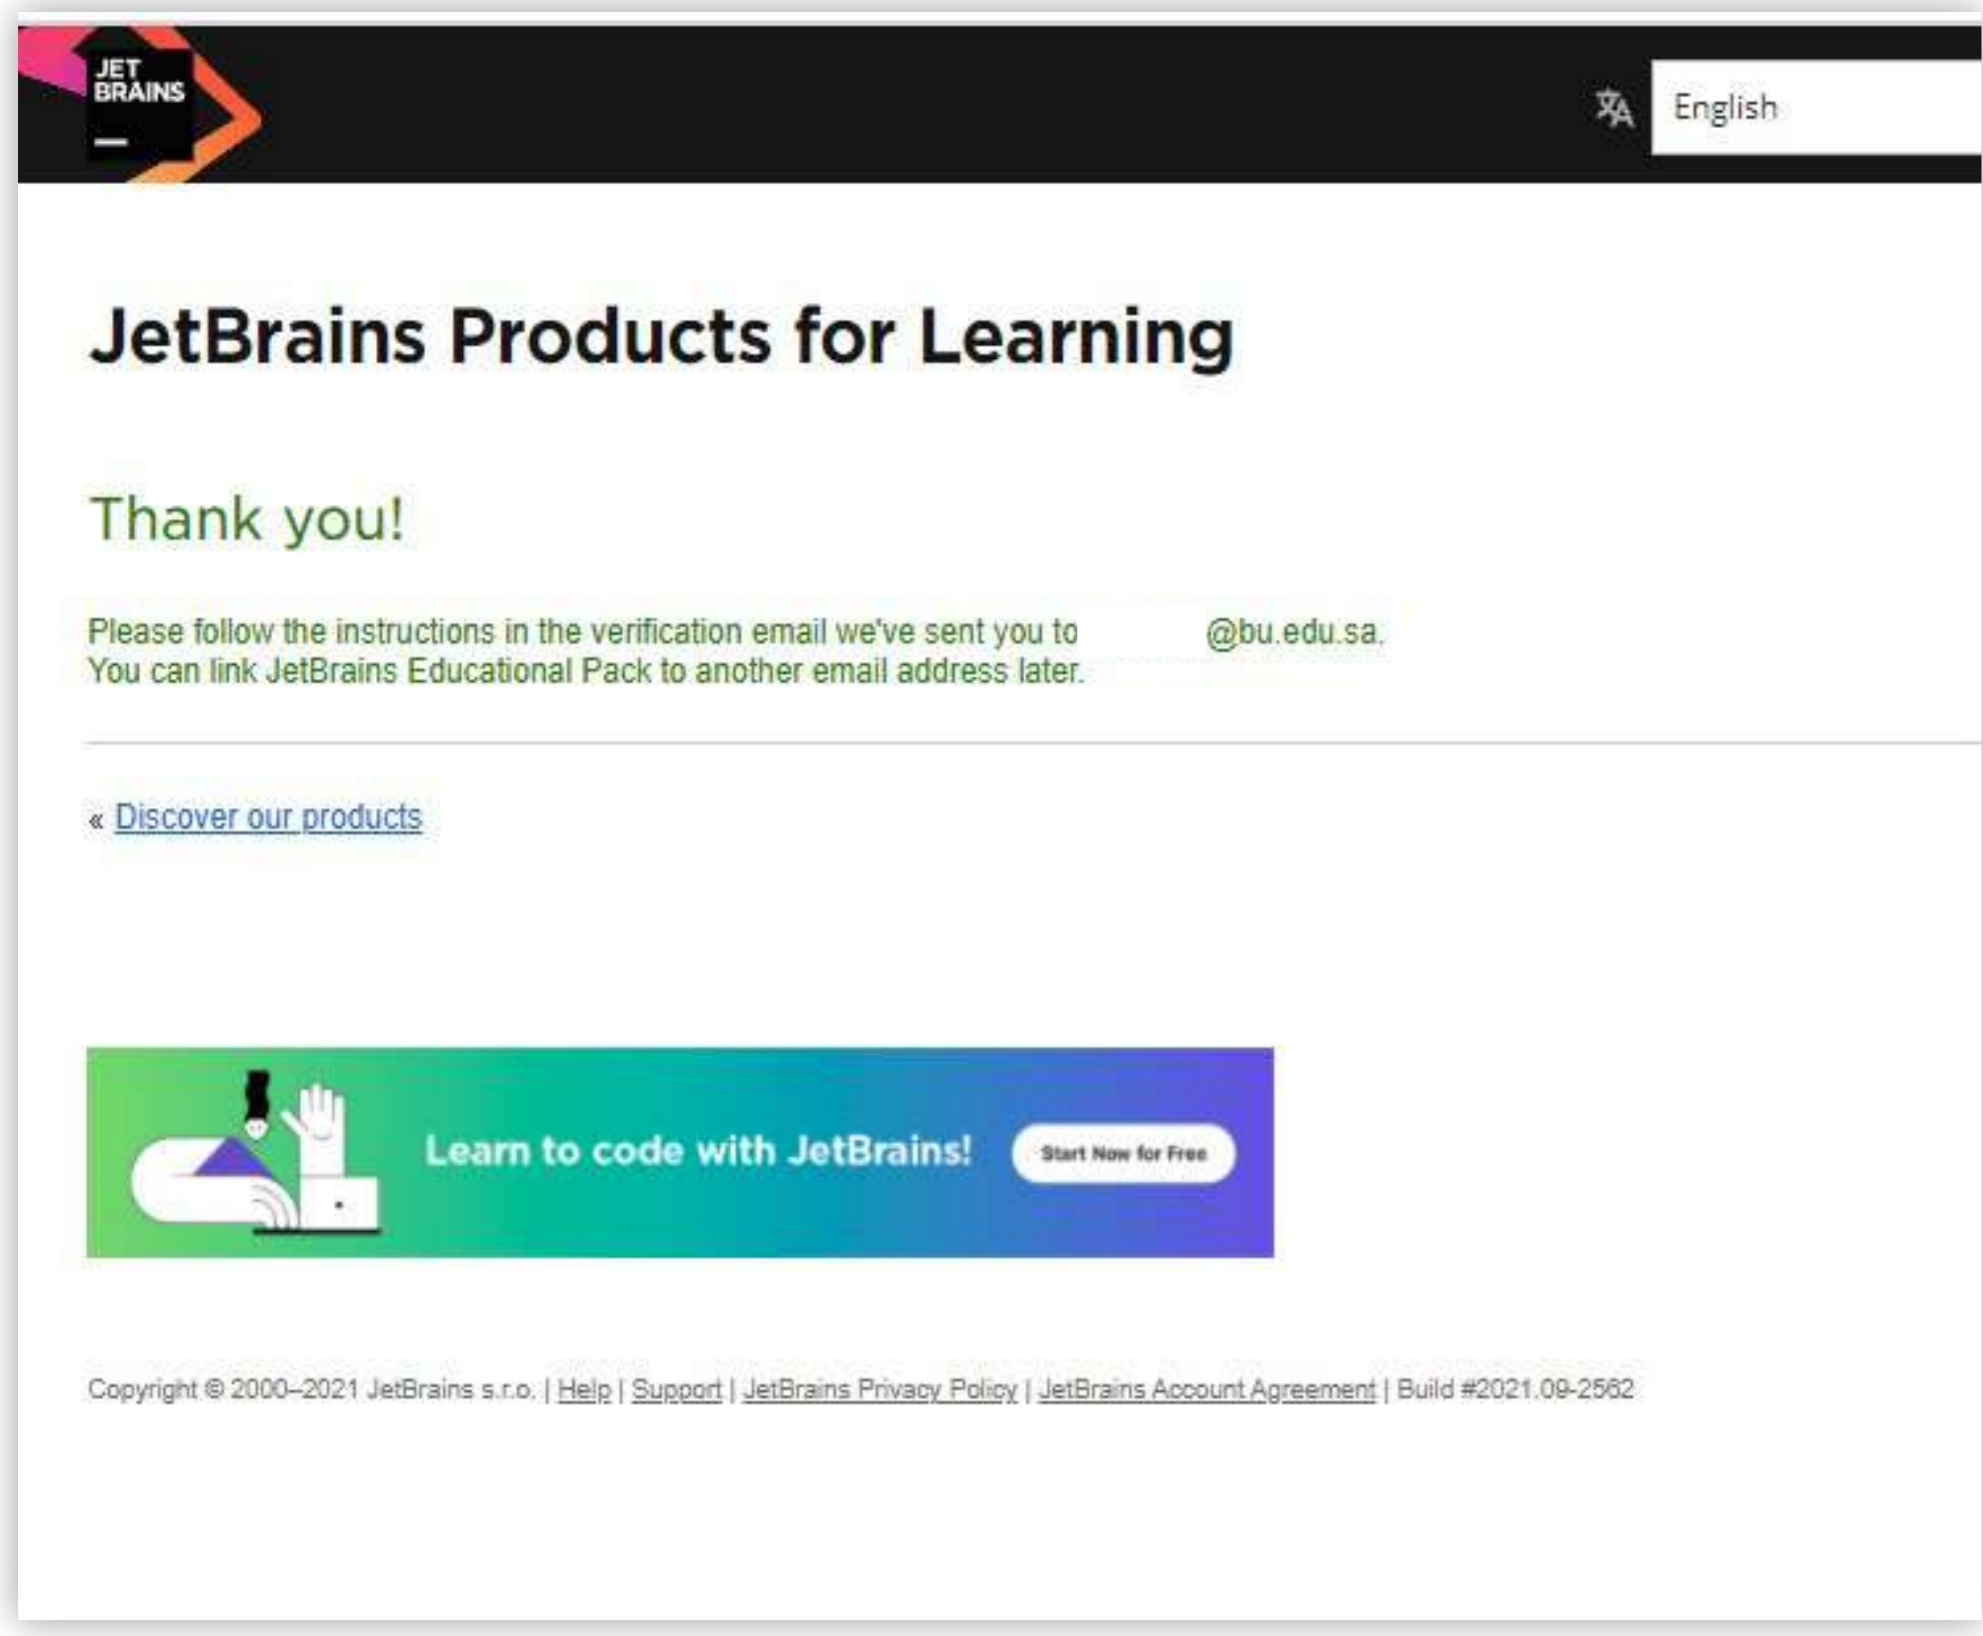 JET
BRAINS
English
JetBrains Products for Learning
Thank you!
Please follow the instructions in the verification email we've sent you to @bu.edu.sa.
You can link JetBrains Educational Pack to another email address later.
« Discover our products
Learn to code with JetBrains!
Start Now for Free
Copyright © 2000–2021 JetBrains s.r.o. | Help | Support | JetBrains Privacy Policy | JetBrains Account Agreement | Build #2021.09-2562